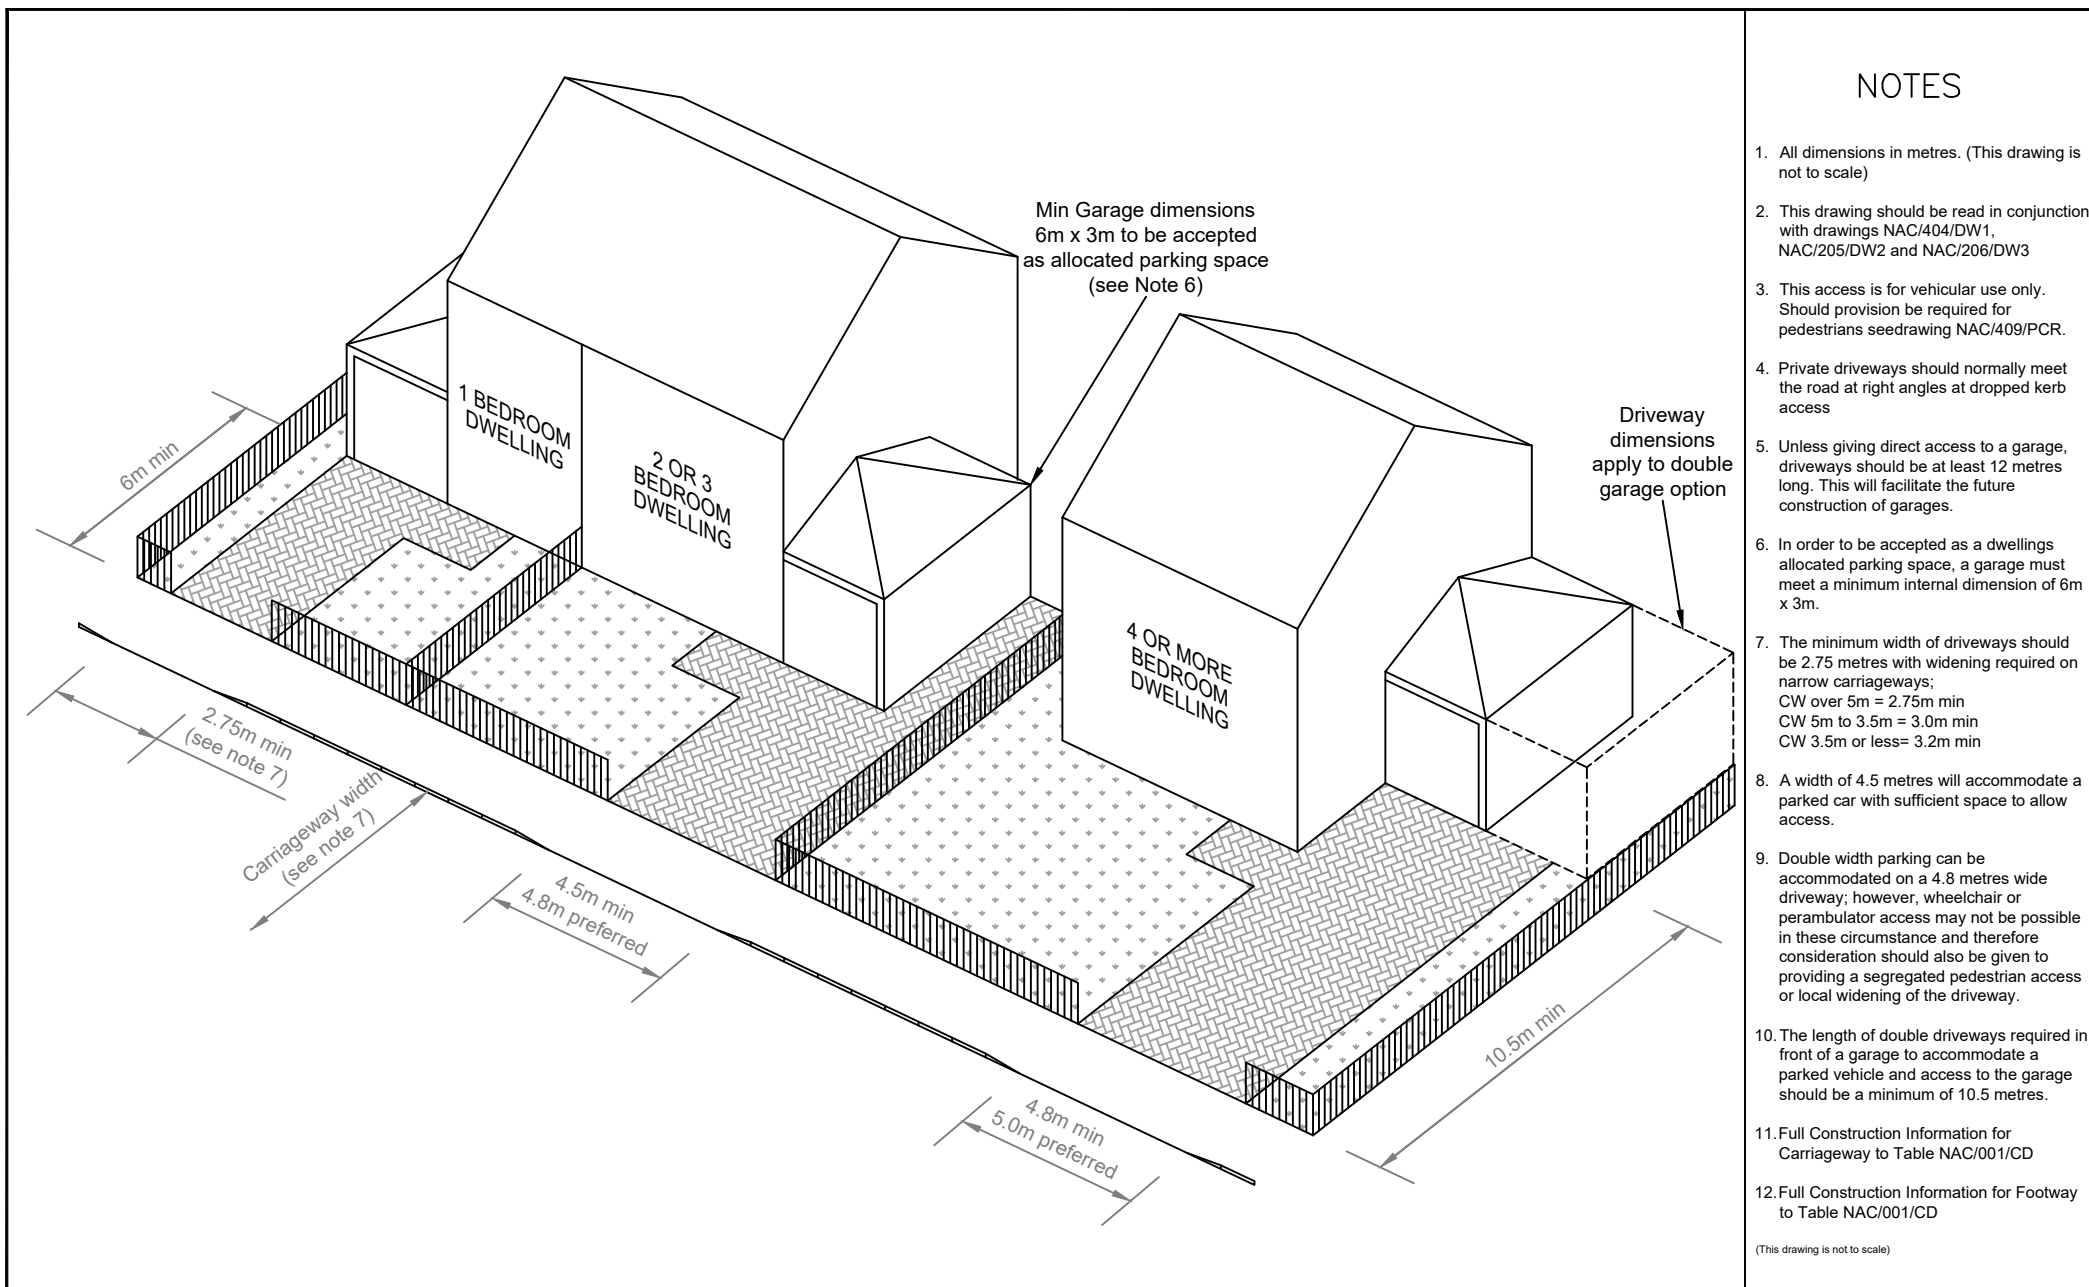 Min Garage dimensions
6m x 3m to be accepted
as allocated parking space
(see Note 6)
Driveway
dimensions
apply to double
garage option
1 BEDROOM
DWELLING
2 OR 3
BEDROOM
DWELLING
4 OR MORE
BEDROOM
DWELLING
6m min
2.75m min
(see note 7)
Carriageway width
(see note 7)
4.5m min
4.8m preferred
4.8m min
5.0m preferred
10.5m min
NOTES
1. All dimensions in metres. (This drawing is
not to scale)
2. This drawing should be read in conjunction
with drawings NAC/404/DW1,
NAC/205/DW2 and NAC/206/DW3
3. This access is for vehicular use only.
Should provision be required for
pedestrians seedrawing NAC/409/PCR.
4. Private driveways should normally meet
the road at right angles at dropped kerb
access
5. Unless giving direct access to a garage,
driveways should be at least 12 metres
long. This will facilitate the future
construction of garages.
6. In order to be accepted as a dwellings
allocated parking space, a garage must
meet a minimum internal dimension of 6m
x 3m.
7. The minimum width of driveways should
be 2.75 metres with widening required on
narrow carriageways;
CW over 5m = 2.75m min
CW 5m to 3.5m = 3.0m min
CW 3.5m or less= 3.2m min
8. A width of 4.5 metres will accommodate a
parked car with sufficient space to allow
access.
9. Double width parking can be
accommodated on a 4.8 metres wide
driveway; however, wheelchair or
perambulator access may not be possible
in these circumstance and therefore
consideration should also be given to
providing a segregated pedestrian access
or local widening of the driveway.
10. The length of double driveways required in
front of a garage to accommodate a
parked vehicle and access to the garage
should be a minimum of 10.5 metres.
11. Full Construction Information for
Carriageway to Table NAC/001/CD
12. Full Construction Information for Footway
to Table NAC/001/CD
(This drawing is not to scale)